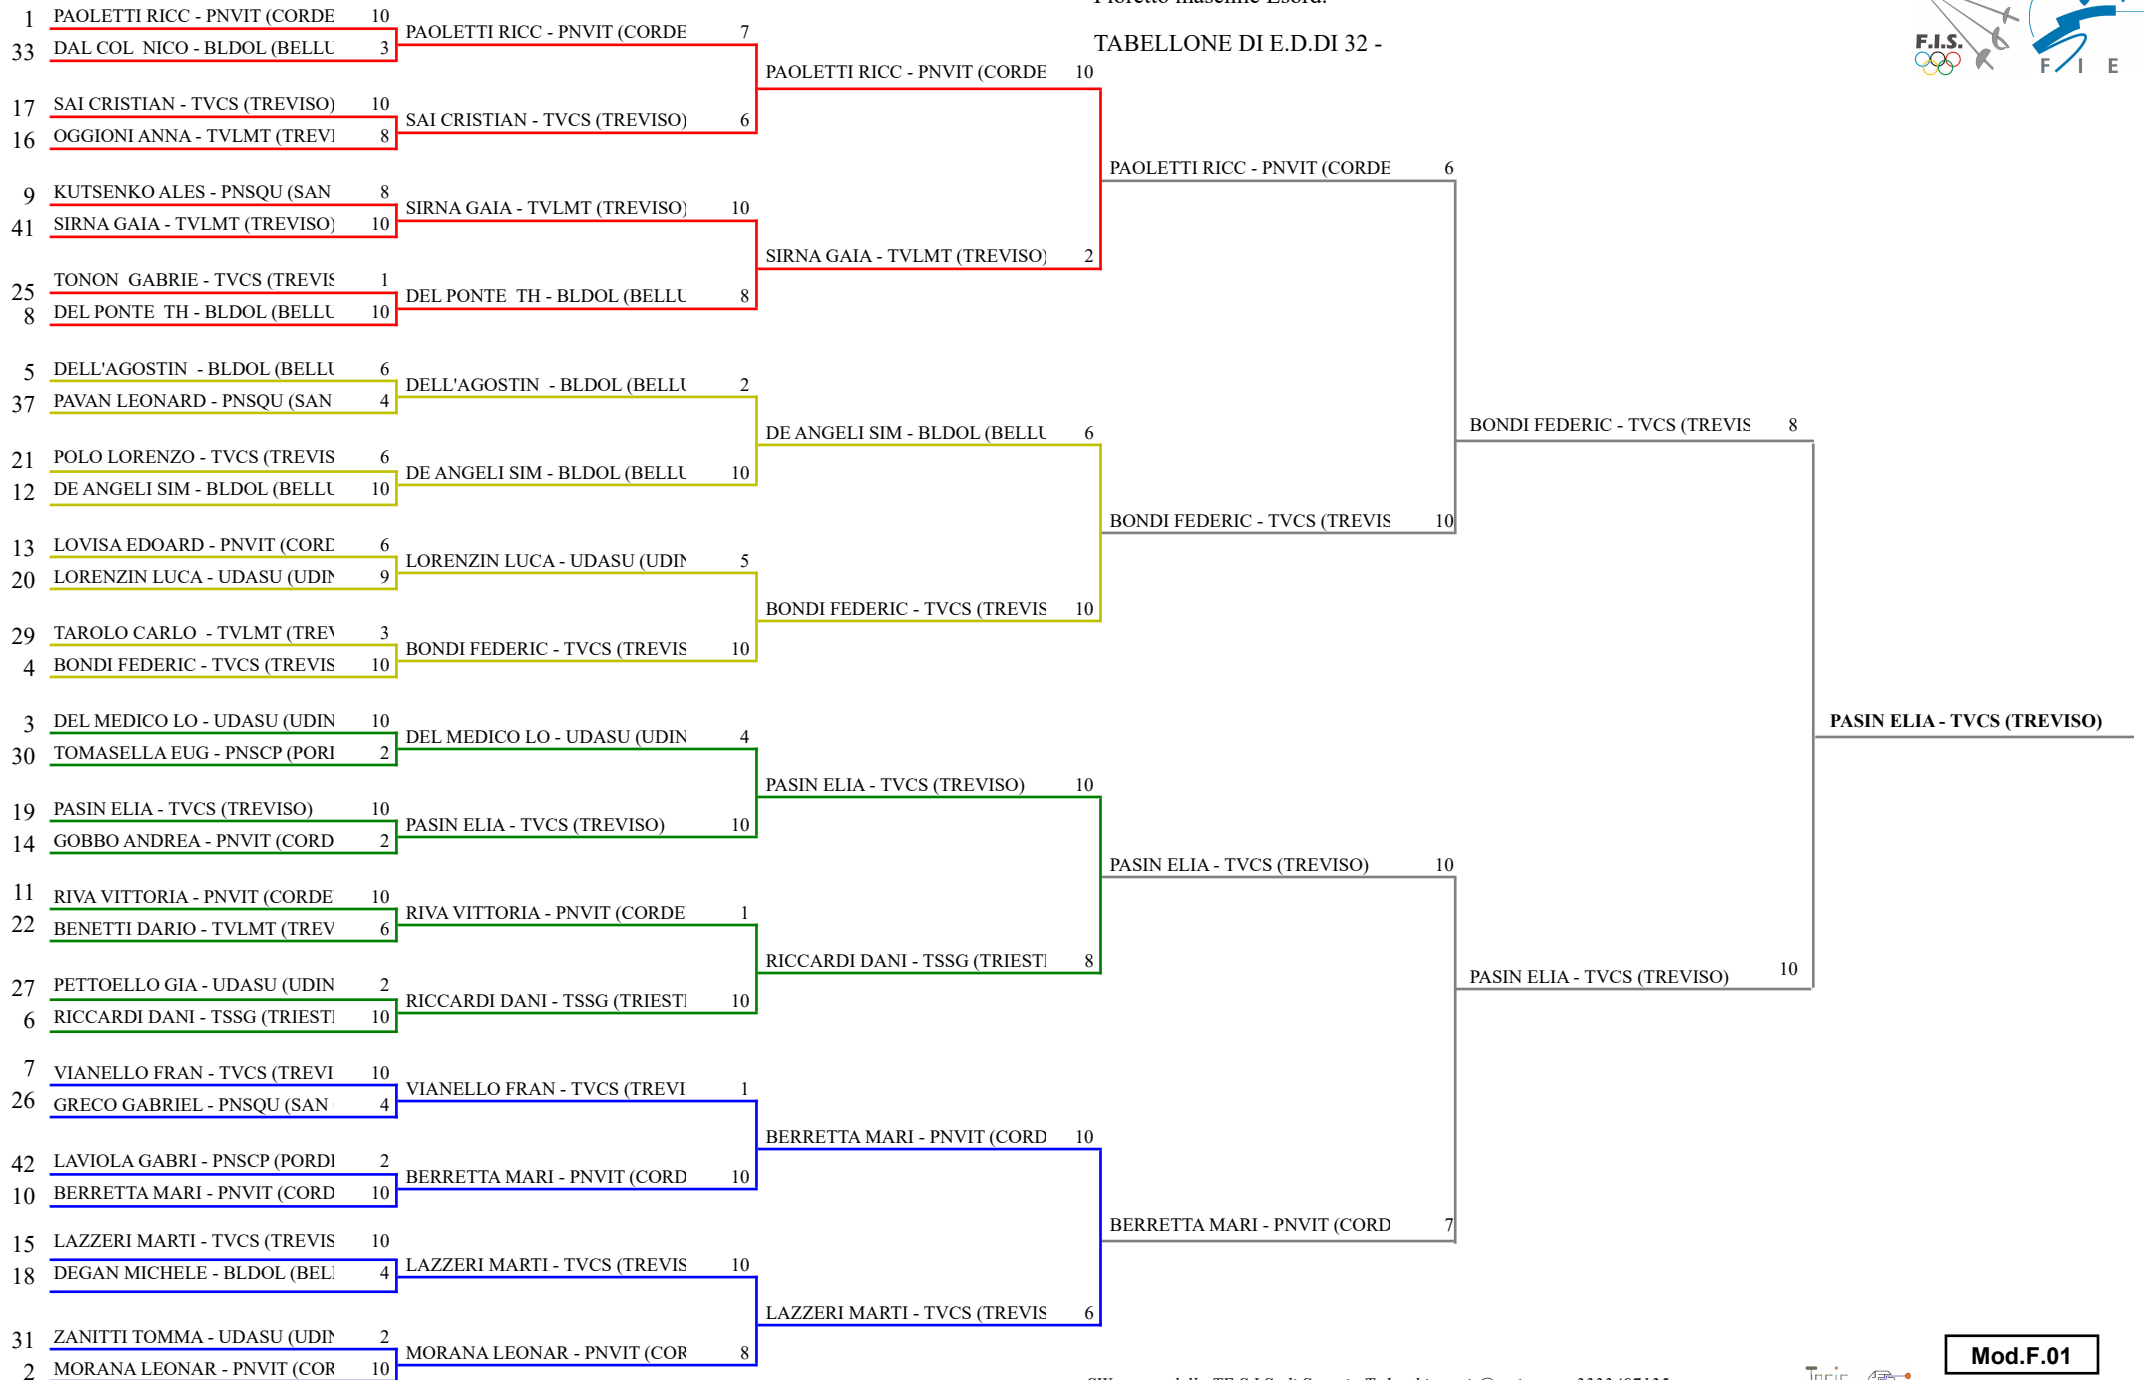 TABELLONE DI E.D.DI 32 -
F.I.S.
F I E
1 PAOLETTI RICC - PNVIT (CORDE 10
33 DAL COL NICO - BLDOL (BELLU 3
17 SAI CRISTIAN - TVCS (TREVISO) 10
16 OGGIONI ANNA - TVLMT (TREVI 8
9 KUTSENKO ALES - PNSQU (SAN 8
41 SIRNA GAIA - TVLMT (TREVISO) 10
25 TONON GABRIE - TVCS (TREVIS 1
8 DEL PONTE TH - BLDOL (BELLU 10
5 DELL'AGOSTIN - BLDOL (BELLU 6
37 PAVAN LEONARD - PNSQU (SAN 4
21 POLO LORENZO - TVCS (TREVIS 6
12 DE ANGELI SIM - BLDOL (BELLU 10
13 LOVISA EDOARD - PNVIT (CORD 6
20 LORENZIN LUCA - UDASU (UDIN 9
29 TAROLO CARLO - TVLMT (TREV 3
4 BONDI FEDERIC - TVCS (TREVIS 10
3 DEL MEDICO LO - UDASU (UDIN 10
30 TOMASELLA EUG - PNSCP (PORD 2
19 PASIN ELIA - TVCS (TREVISO) 10
14 GOBBO ANDREA - PNVIT (CORD 2
11 RIVA VITTORIA - PNVIT (CORDE 10
22 BENETTI DARIO - TVLMT (TREV 6
27 PETTOELLO GIA - UDASU (UDIN 2
6 RICCARDI DANI - TSSG (TRIESTE 10
7 VIANELLO FRAN - TVCS (TREVI 10
26 GRECO GABRIEL - PNSQU (SAN 4
42 LAVIOLA GABRI - PNSCP (PORDE 2
10 BERRETTA MARI - PNVIT (CORD 10
15 LAZZERI MARTI - TVCS (TREVIS 10
18 DEGAN MICHELE - BLDOL (BELL 4
31 ZANITTI TOMMA - UDASU (UDIN 2
2 MORANA LEONAR - PNVIT (COR 10
PAOLETTI RICC - PNVIT (CORDE 7
SAI CRISTIAN - TVCS (TREVISO) 6
SIRNA GAIA - TVLMT (TREVISO) 10
DEL PONTE TH - BLDOL (BELLU 8
DELL'AGOSTIN - BLDOL (BELLU 2
DE ANGELI SIM - BLDOL (BELLU 10
LORENZIN LUCA - UDASU (UDIN 5
BONDI FEDERIC - TVCS (TREVIS 10
DEL MEDICO LO - UDASU (UDIN 4
PASIN ELIA - TVCS (TREVISO) 10
RIVA VITTORIA - PNVIT (CORDE 1
RICCARDI DANI - TSSG (TRIESTE 10
VIANELLO FRAN - TVCS (TREVI 1
BERRETTA MARI - PNVIT (CORD 10
LAZZERI MARTI - TVCS (TREVIS 10
MORANA LEONAR - PNVIT (COR 8
PAOLETTI RICC - PNVIT (CORDE 10
SIRNA GAIA - TVLMT (TREVISO) 2
DE ANGELI SIM - BLDOL (BELLU 6
BONDI FEDERIC - TVCS (TREVIS 10
PASIN ELIA - TVCS (TREVISO) 10
RICCARDI DANI - TSSG (TRIESTE 8
BERRETTA MARI - PNVIT (CORD 10
LAZZERI MARTI - TVCS (TREVIS 6
PAOLETTI RICC - PNVIT (CORDE 6
BONDI FEDERIC - TVCS (TREVIS 10
PASIN ELIA - TVCS (TREVISO) 10
BERRETTA MARI - PNVIT (CORD 7
BONDI FEDERIC - TVCS (TREVIS 8
PASIN ELIA - TVCS (TREVISO) 10
PASIN ELIA - TVCS (TREVISO)
Mod.F.01